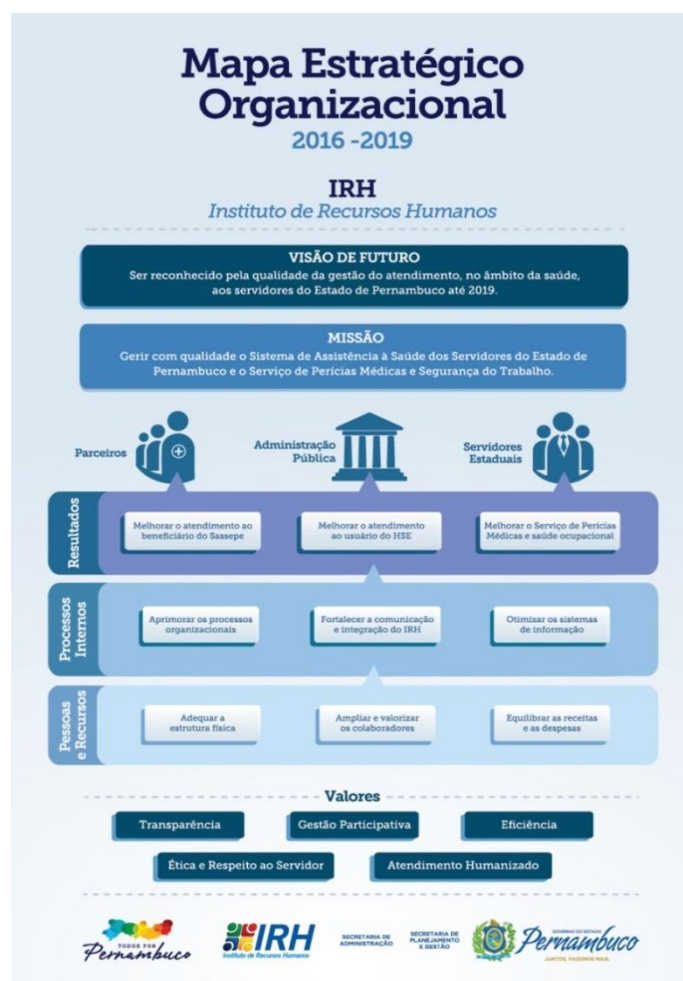 Mapa Estratégico
Organizacional
2016 -2019
IRH
Instituto de Recursos Humanos
VISÃO DE FUTURO
Ser reconhecido pela qualidade da gestão do atendimento, no âmbito da saúde,
aos servidores do Estado de Pernambuco até 2019.
MISSÃO
Gerir com qualidade o Sistema de Assistência à Saúde dos Servidores do Estado de
Pernambuco e o Serviço de Perícias Médicas e Segurança do Trabalho.
Parceiros
Administração
Pública
Servidores
Estaduais
Resultados
Melhorar o atendimento ao
beneficiário do Sassepe
Melhorar o atendimento
ao usuário do HSE
Melhorar o Serviço de Perícias
Médicas e saúde ocupacional
Processos
Internos
Aprimorar os processos
organizacionais
Fortalecer a comunicação
e integração do IRH
Otimizar os sistemas
de informação
Pessoas
e Recursos
Adequar a
estrutura física
Ampliar e valorizar
os colaboradores
Equilibrar as receitas
e as despesas
Valores
Transparência
Gestão Participativa
Eficiência
Ética e Respeito ao Servidor
Atendimento Humanizado
TODOS POR
Pernambuco
IRH
Instituto de Recursos Humanos
SECRETARIA DE
ADMINISTRAÇÃO
SECRETARIA DE
PLANEJAMENTO
E GESTÃO
GOVERNO DO ESTADO
Pernambuco
JUNTOS, FAZEMOS MAIS.